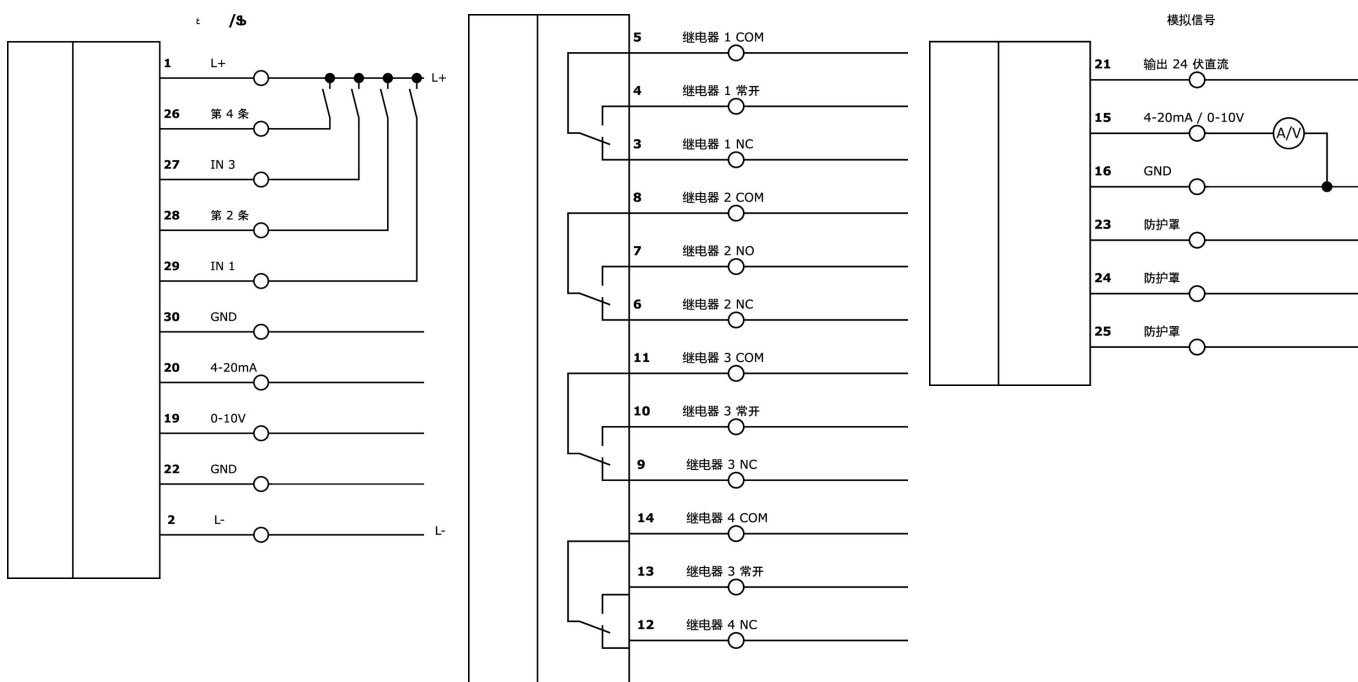 1 L+
L+
26 第 4 条
27 IN 3
28 第 2 条
29 IN 1
30 GND
20 4-20mA
19 0-10V
22 GND
2 L-
L-
5 继电器 1 COM
4 继电器 1 常开
3 继电器 1 NC
8 继电器 2 COM
7 继电器 2 NO
6 继电器 2 NC
11 继电器 3 COM
10 继电器 3 常开
9 继电器 3 NC
14 继电器 4 COM
13 继电器 3 常开
12 继电器 4 NC
模拟信号
21 输出 24 伏直流
15 4-20mA / 0-10V
A/V
16 GND
23 防护罩
24 防护罩
25 防护罩